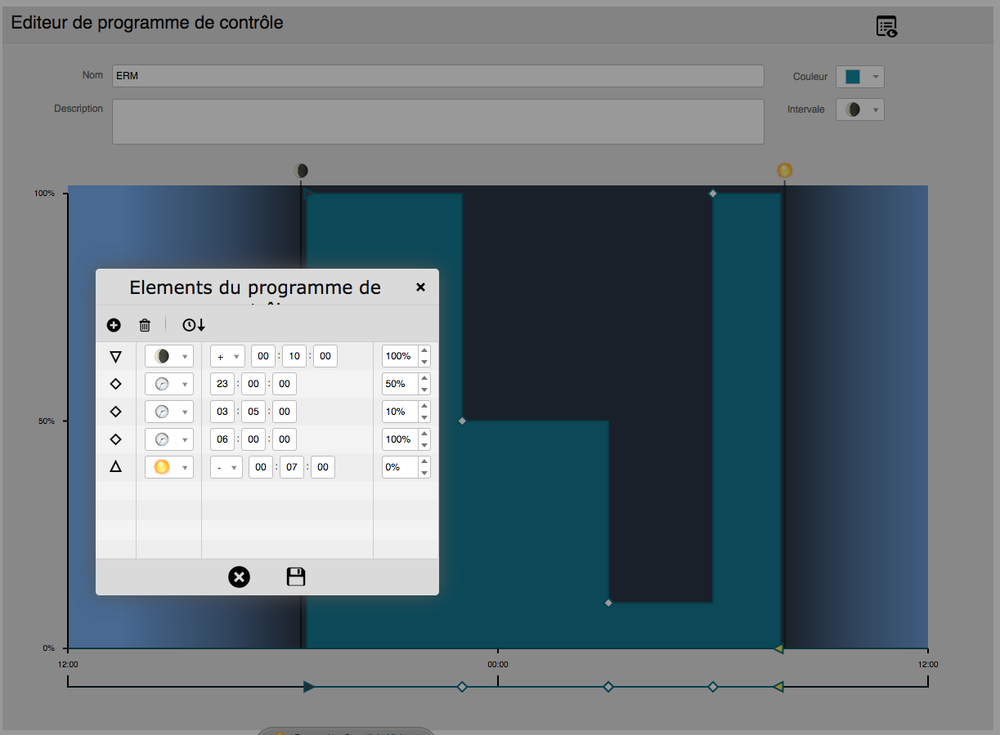 Editeur de programme de contrôle
Nom
ERM
Couleur
Description
Intervale
100%
50%
0%
Elements du programme de
+ 00 : 10 : 00 100%
23 : 00 : 00 50%
03 : 05 : 00 10%
06 : 00 : 00 100%
- 00 : 07 : 00 0%
12:00 00:00 12:00